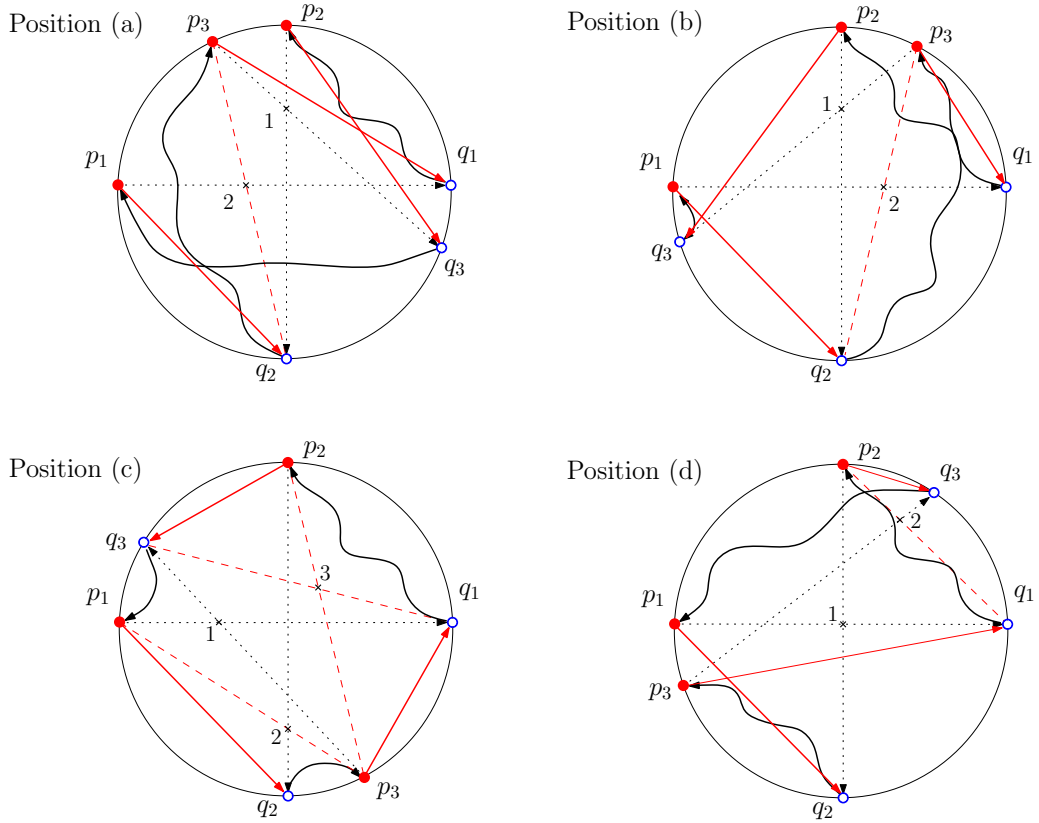 Position (a)
p₃
p₂
1
p₁
q₁
2
q₃
q₂
Position (b)
p₂
p₃
1
p₁
q₁
2
q₃
q₂
Position (c)
p₂
q₃
3
p₁
q₁
1
2
p₃
q₂
Position (d)
p₂
q₃
2
p₁
1
q₁
p₃
q₂